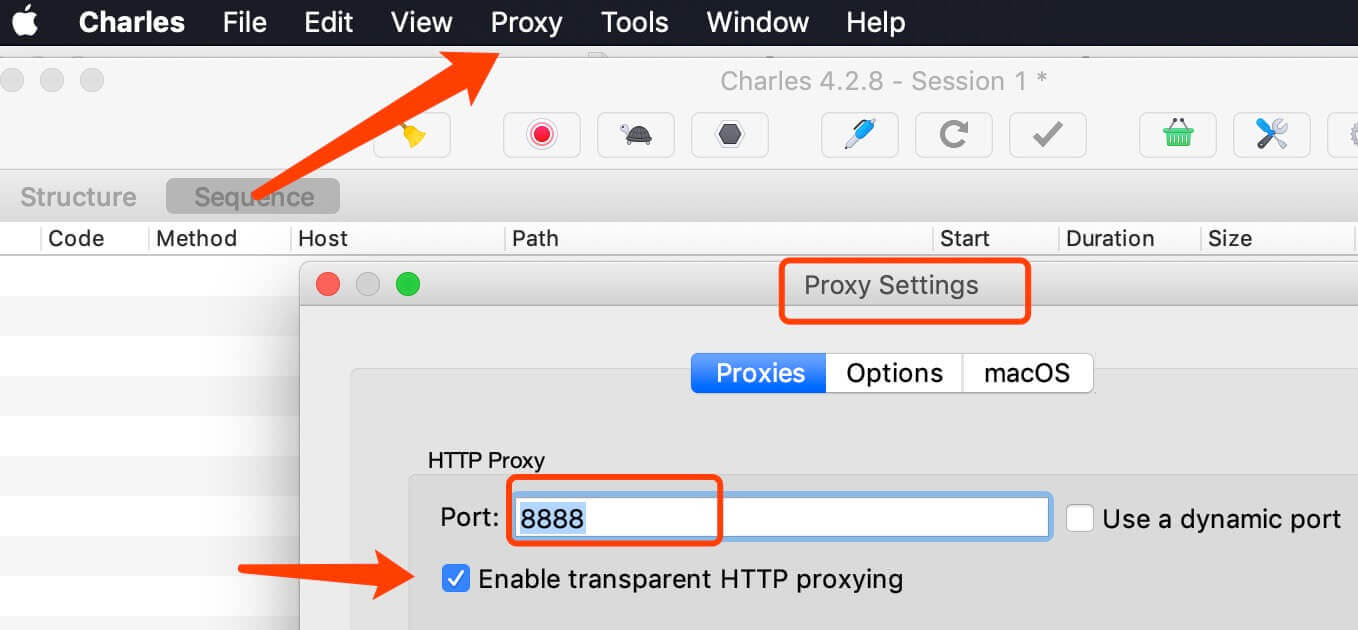 Charles File Edit View Proxy Tools Window Help
Charles 4.2.8 - Session 1 *
Structure Sequence
Code Method Host Path Start Duration Size
Proxy Settings
Proxies Options macOS
HTTP Proxy
Port: 8888 Use a dynamic port
Enable transparent HTTP proxying